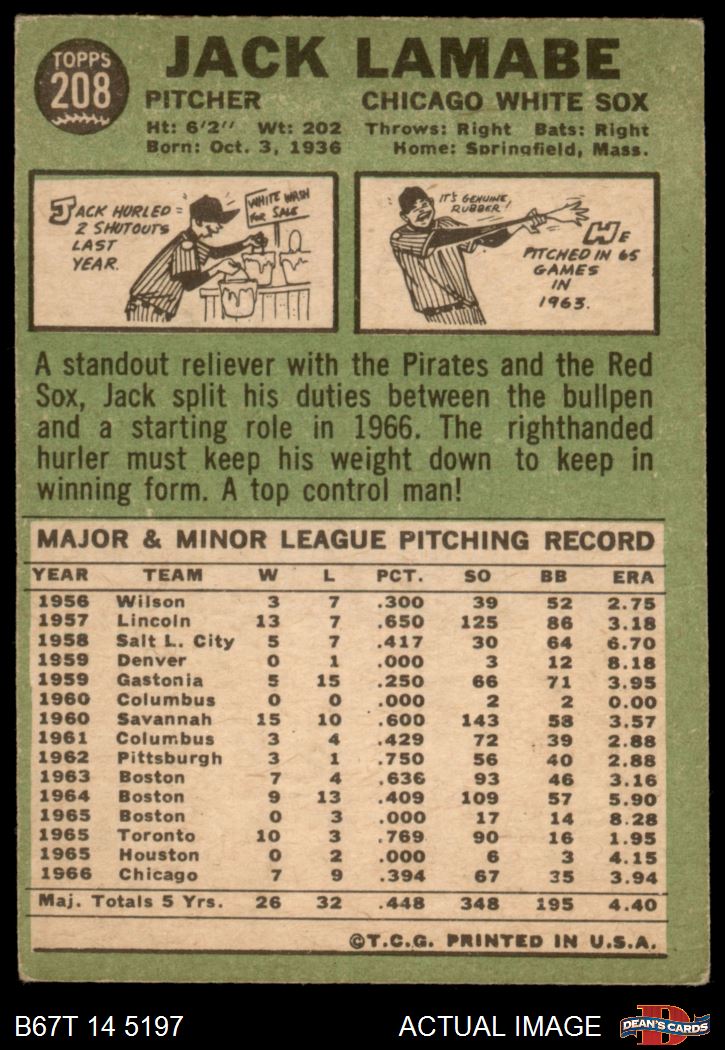 TOPPS
208
JACK LAMABE
PITCHER CHICAGO WHITE SOX
Ht: 6'2" Wt: 202 Throws: Right Bats: Right
Born: Oct. 3, 1936 Home: Springfield, Mass.
JACK HURLED
2 SHUTOUTS
LAST
YEAR.
WHITE WASH
FOR SALE
IT'S GENUINE
RUBBER!
HE
PITCHED IN 65
GAMES
IN
1963.
A standout reliever with the Pirates and the Red
Sox, Jack split his duties between the bullpen
and a starting role in 1966. The righthanded
hurler must keep his weight down to keep in
winning form. A top control man!
MAJOR & MINOR LEAGUE PITCHING RECORD
YEAR TEAM W L PCT. SO BB ERA
1956 Wilson 3 7 .300 39 52 2.75
1957 Lincoln 13 7 .650 125 86 3.18
1958 Salt L. City 5 7 .417 30 64 6.70
1959 Denver 0 1 .000 3 12 8.18
1959 Gastonia 5 15 .250 66 71 3.95
1960 Columbus 0 0 .000 2 2 0.00
1960 Savannah 15 10 .600 143 58 3.57
1961 Columbus 3 4 .429 72 39 2.88
1962 Pittsburgh 3 1 .750 56 40 2.88
1963 Boston 7 4 .636 93 46 3.16
1964 Boston 9 13 .409 109 57 5.90
1965 Boston 0 3 .000 17 14 8.28
1965 Toronto 10 3 .769 90 16 1.95
1965 Houston 0 2 .000 6 3 4.15
1966 Chicago 7 9 .394 67 35 3.94
Maj. Totals 5 Yrs. 26 32 .448 348 195 4.40
©T.C.G. PRINTED IN U.S.A.
B67T 14 5197 ACTUAL IMAGE DEAN'S CARDS